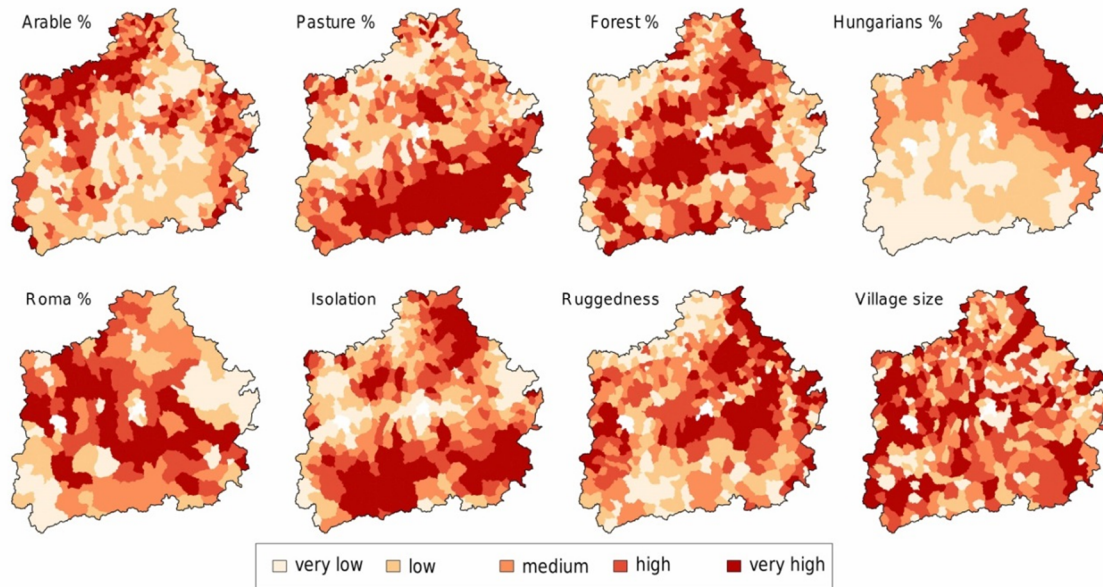 Arable %
Pasture %
Forest %
Hungarians %
Roma %
Isolation
Ruggedness
Village size
very low
low
medium
high
very high